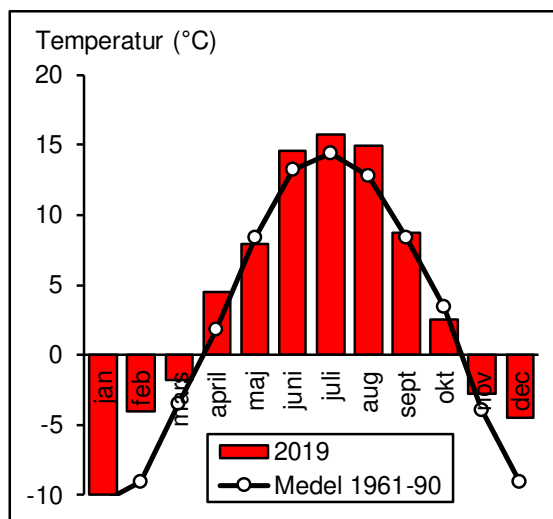 Temperatur (°C)
20
15
10
5
0
-5
-10
jan
feb
mars
april
maj
juni
juli
aug
sept
okt
nov
dec
2019
Medel 1961-90